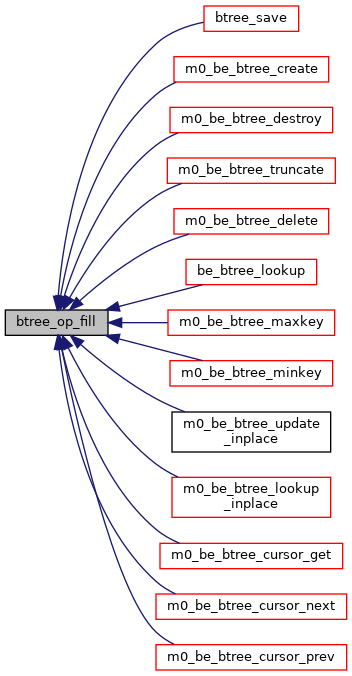 btree_save
m0_be_btree_create
m0_be_btree_destroy
m0_be_btree_truncate
m0_be_btree_delete
be_btree_lookup
btree_op_fill
m0_be_btree_maxkey
m0_be_btree_minkey
m0_be_btree_update
_inplace
m0_be_btree_lookup
_inplace
m0_be_btree_cursor_get
m0_be_btree_cursor_next
m0_be_btree_cursor_prev